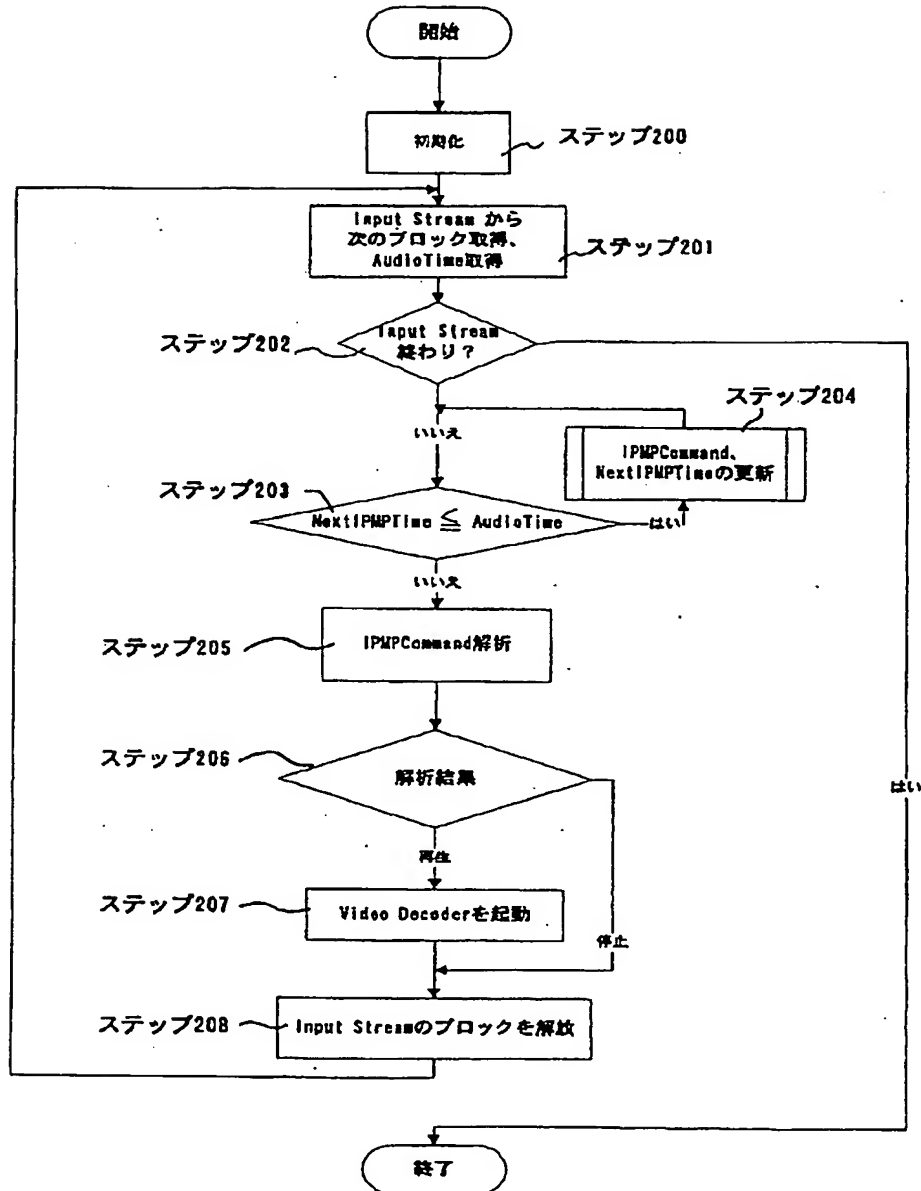 開始
初期化
ステップ200
Input Stream から
次のブロック取得、
AudioTime取得
ステップ201
ステップ202
Input Stream
終わり？
ステップ204
いいえ
IPMPCommand、
NextIPMPTimeの更新
ステップ203
NextIPMPTime ≦ AudioTime
はい
いいえ
ステップ205
IPMPCommand解析
ステップ206
解析結果
はい
再生
ステップ207
Video Decoderを起動
停止
ステップ208
Input Streamのブロックを解放
終了